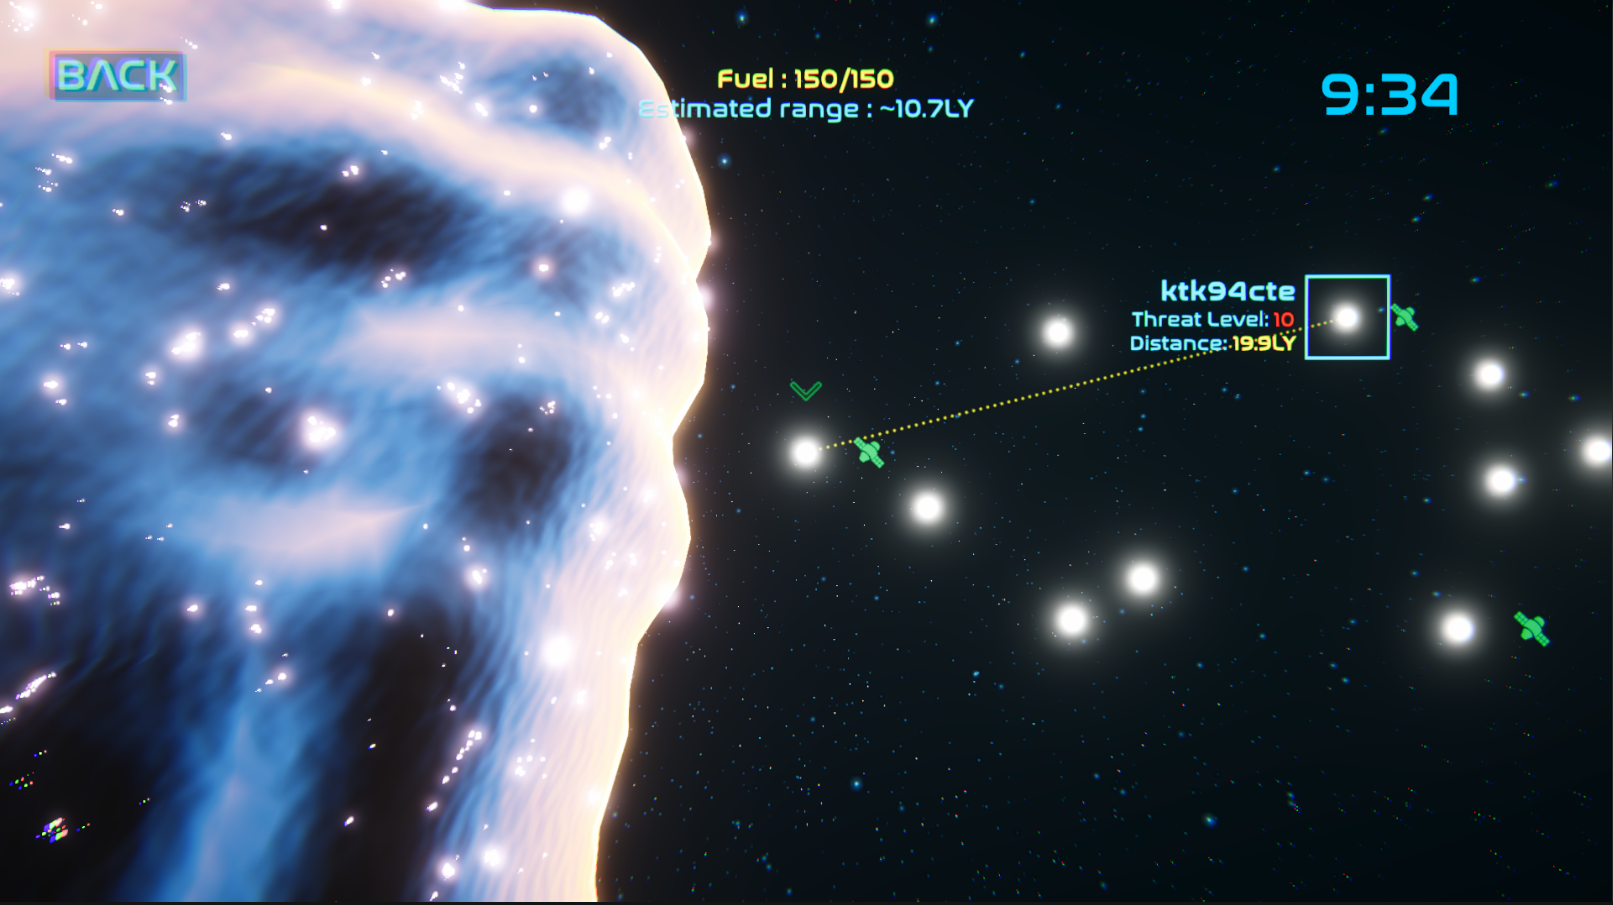 BACK
Fuel : 150/150
Estimated range : ~10.7LY
9:34
ktk94cte
Threat Level: 10
Distance: 19.9LY